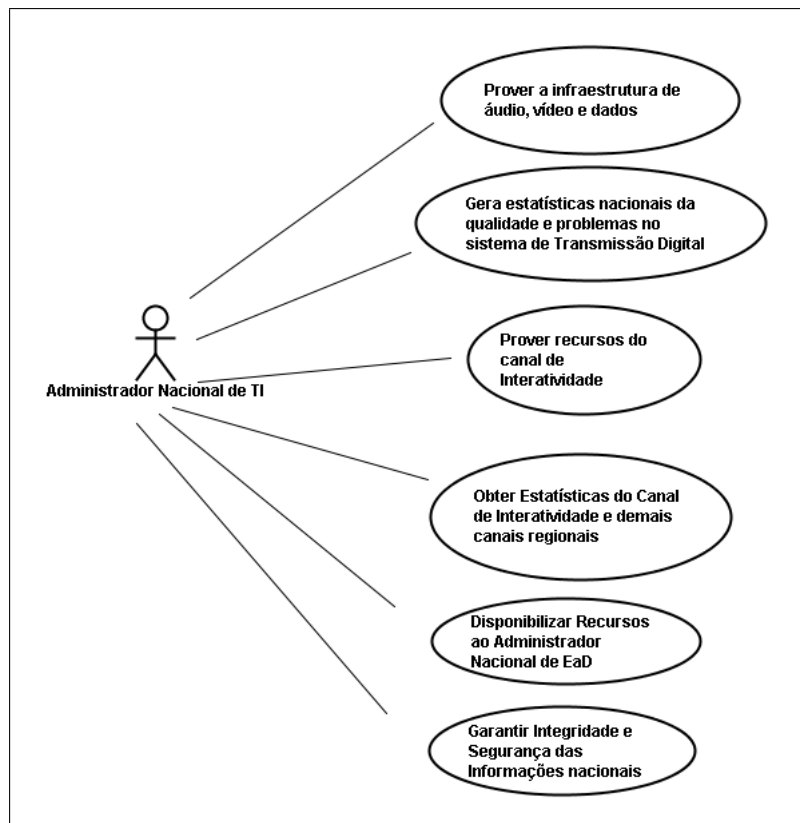 Prover a infraestrutura de
áudio, vídeo e dados
Gera estatísticas nacionais da
qualidade e problemas no
sistema de Transmissão Digital
Prover recursos do
canal de
Interatividade
Administrador Nacional de TI
Obter Estatísticas do Canal
de Interatividade e demais
canais regionais
Disponibilizar Recursos
ao Administrador
Nacional de EaD
Garantir Integridade e
Segurança das
Informações nacionais